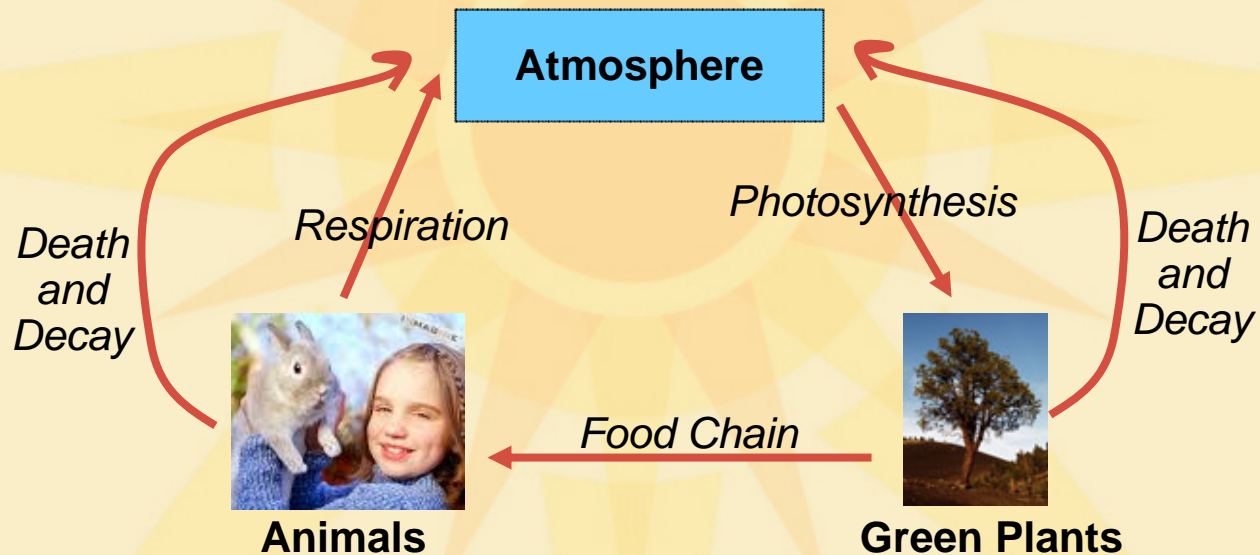 Atmosphere
Respiration
Photosynthesis
Death
and
Decay
Death
and
Decay
Food Chain
Animals
Green Plants